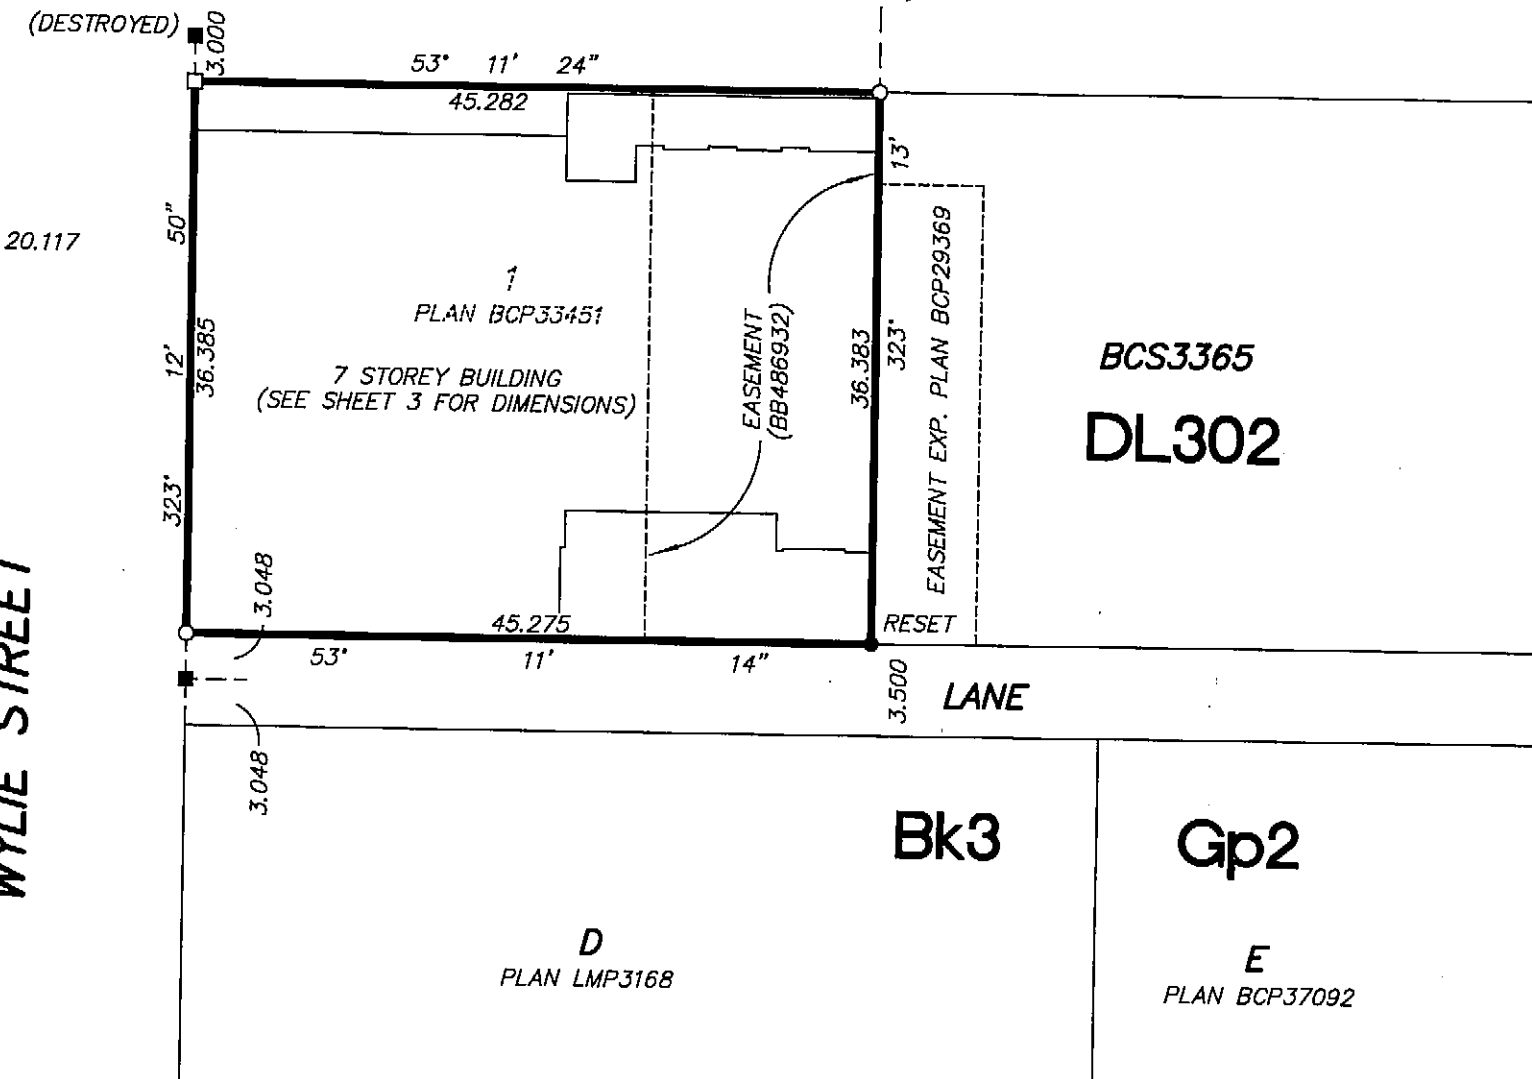 (DESTROYED)
3.000
53° 11' 24"
45.282
13'
50"
20.117
1
PLAN BCP33451
36.385
12'
7 STOREY BUILDING
(SEE SHEET 3 FOR DIMENSIONS)
EASEMENT
(BB486932)
36.383
323°
EASEMENT EXP. PLAN BCP29369
BCS3365
DL302
323°
3.048
45.275
RESET
53° 11' 14"
3.500
LANE
WYLIE STREET
3.048
Bk3
Gp2
D
PLAN LMP3168
E
PLAN BCP37092